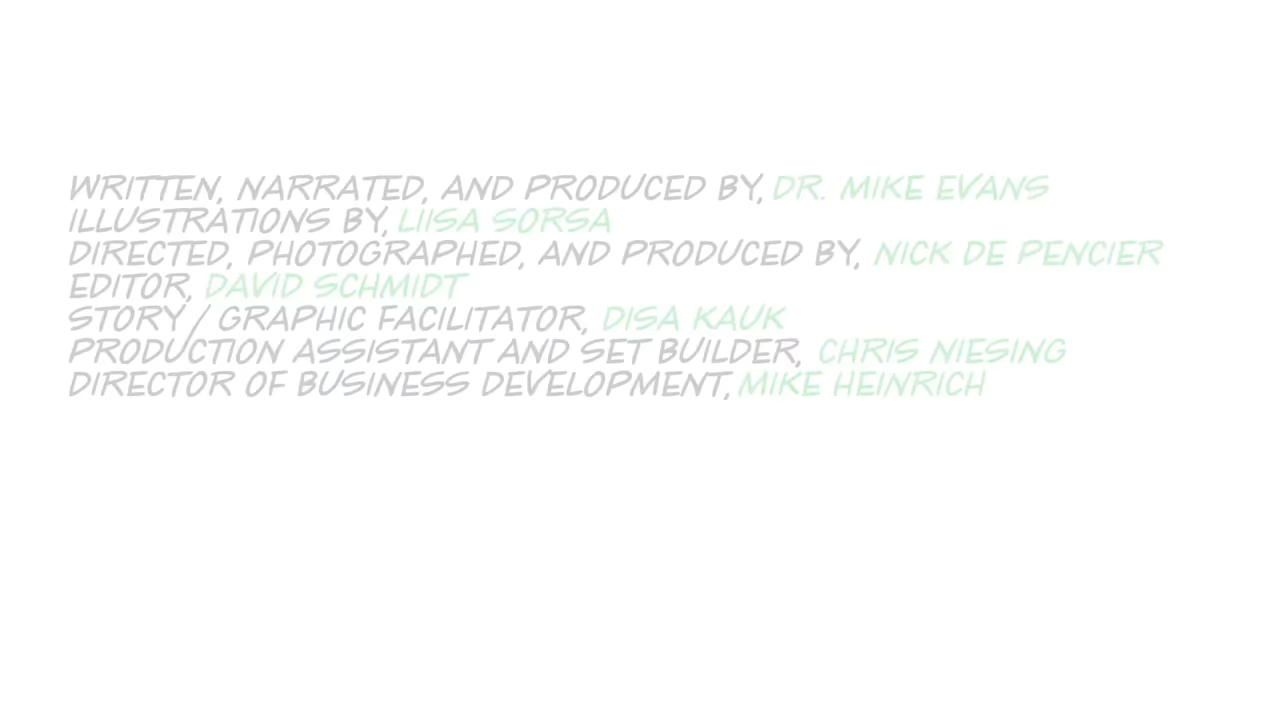 WRITTEN, NARRATED, AND PRODUCED BY, DR. MIKE EVANS
ILLUSTRATIONS BY, LIISA SORSA
DIRECTED, PHOTOGRAPHED, AND PRODUCED BY, NICK DE PENCIER
EDITOR, DAVID SCHMIDT
STORY / GRAPHIC FACILITATOR, DISA KAUK
PRODUCTION ASSISTANT AND SET BUILDER, CHRIS NIESING
DIRECTOR OF BUSINESS DEVELOPMENT, MIKE HEINRICH